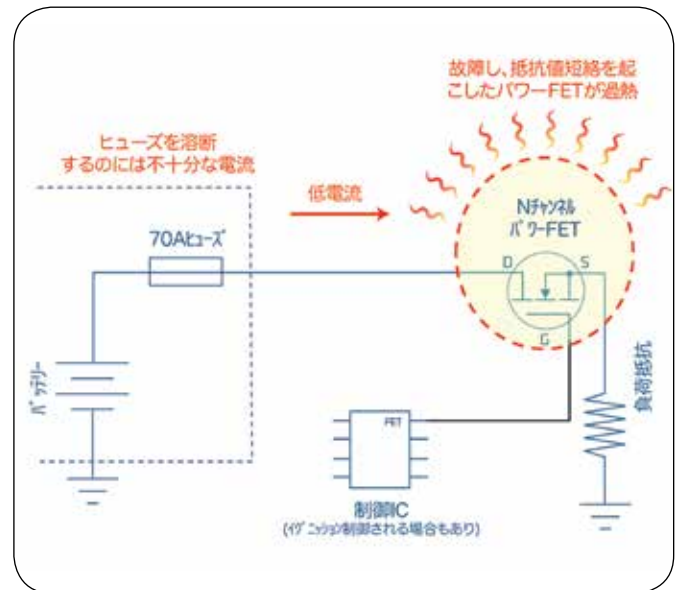 故障し、抵抗値短絡を起
こしたパワーFETが過熱
ヒューズを溶断
するのには不十分な電流
低電流
Nチャンネル
パワーFET
70Aヒューズ
D
S
G
バッテリー
負荷抵抗
FET
制御IC
(イグニッション制御される場合もあり)